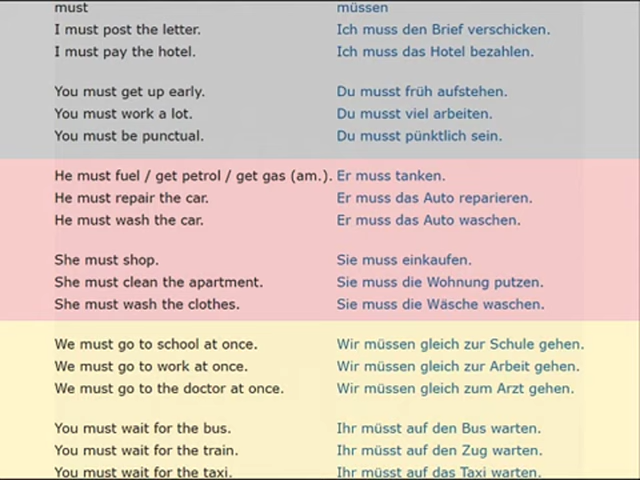 must müssen
I must post the letter. Ich muss den Brief verschicken.
I must pay the hotel. Ich muss das Hotel bezahlen.
You must get up early. Du musst früh aufstehen.
You must work a lot. Du musst viel arbeiten.
You must be punctual. Du musst pünktlich sein.
He must fuel / get petrol / get gas (am.). Er muss tanken.
He must repair the car. Er muss das Auto reparieren.
He must wash the car. Er muss das Auto waschen.
She must shop. Sie muss einkaufen.
She must clean the apartment. Sie muss die Wohnung putzen.
She must wash the clothes. Sie muss die Wäsche waschen.
We must go to school at once. Wir müssen gleich zur Schule gehen.
We must go to work at once. Wir müssen gleich zur Arbeit gehen.
We must go to the doctor at once. Wir müssen gleich zum Arzt gehen.
You must wait for the bus. Ihr müsst auf den Bus warten.
You must wait for the train. Ihr müsst auf den Zug warten.
You must wait for the taxi. Ihr müsst auf das Taxi warten.